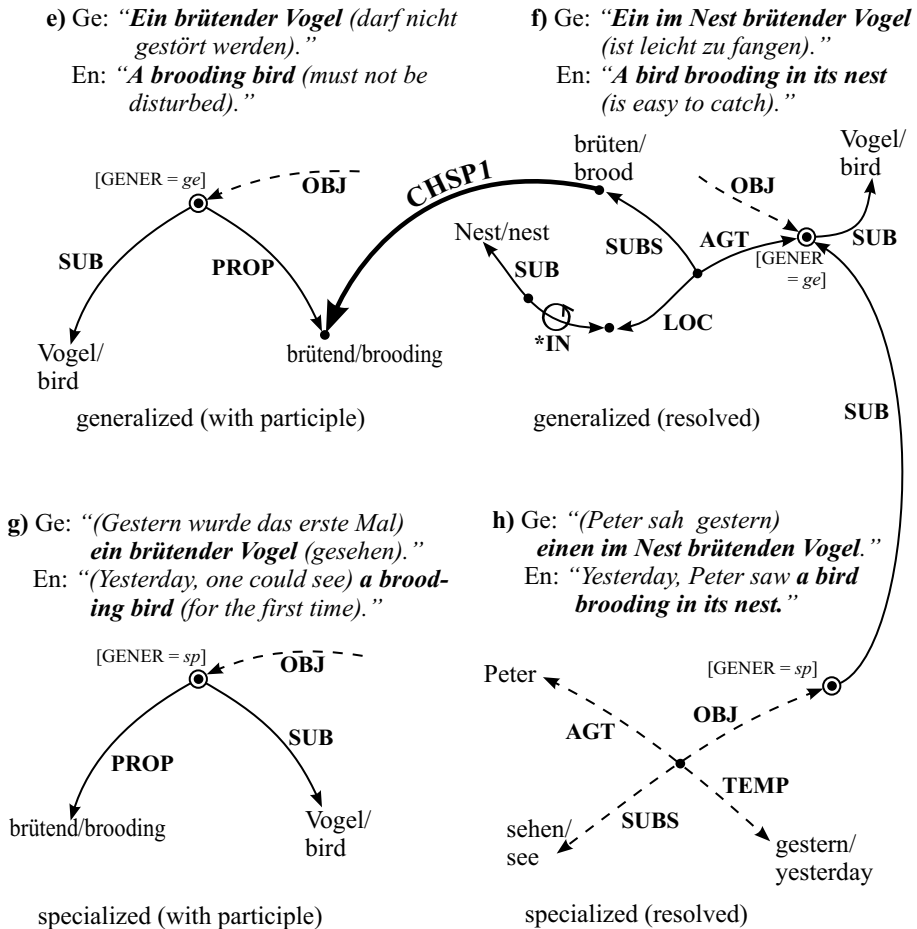 e) Ge: “Ein brütender Vogel (darf nicht
gestört werden).”
En: “A brooding bird (must not be
disturbed).”
[GENER = ge]
OBJ
SUB
PROP
Vogel/
bird
brütend/brooding
CHSP1
generalized (with participle)
f) Ge: “Ein im Nest brütender Vogel
(ist leicht zu fangen).”
En: “A bird brooding in its nest
(is easy to catch).”
brüten/
brood
Vogel/
bird
OBJ
Nest/nest
SUBS
AGT
SUB
SUB
[GENER
= ge]
LOC
*IN
generalized (resolved)
SUB
g) Ge: “(Gestern wurde das erste Mal)
ein brütender Vogel (gesehen).”
En: “(Yesterday, one could see) a brood-
ing bird (for the first time).”
[GENER = sp]
OBJ
SUB
PROP
brütend/brooding
Vogel/
bird
specialized (with participle)
h) Ge: “(Peter sah gestern)
einen im Nest brütenden Vogel.”
En: “Yesterday, Peter saw a bird
brooding in its nest.”
[GENER = sp]
Peter
OBJ
AGT
TEMP
SUBS
sehen/
see
gestern/
yesterday
specialized (resolved)